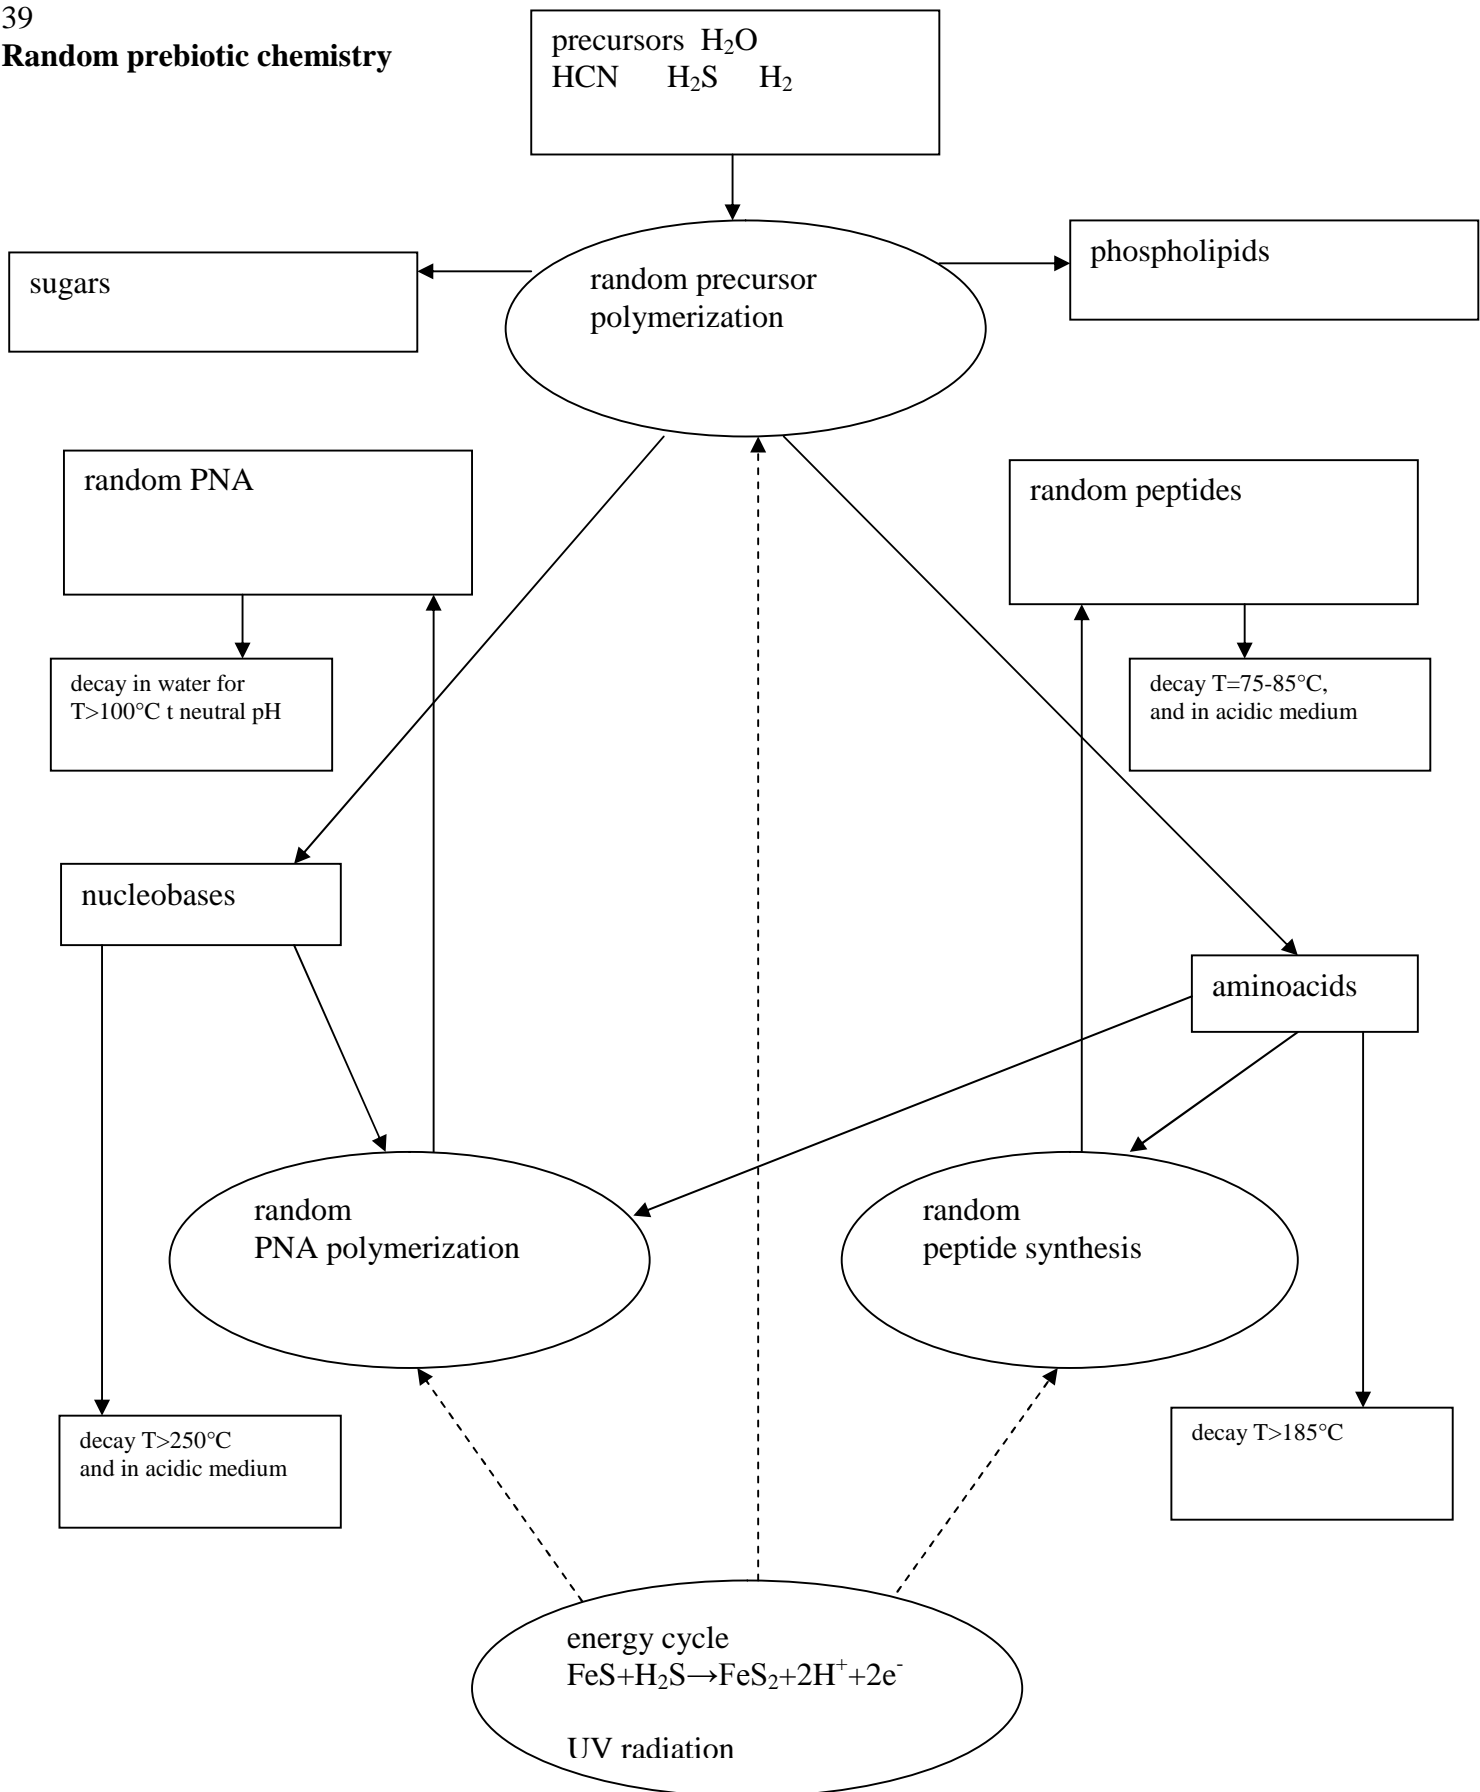 39
Random prebiotic chemistry
precursors H₂O
HCN H₂S H₂
sugars
random precursor
polymerization
phospholipids
random PNA
random peptides
decay in water for
T>100°C t neutral pH
decay T=75-85°C,
and in acidic medium
nucleobases
aminoacids
random
PNA polymerization
random
peptide synthesis
decay T>250°C
and in acidic medium
decay T>185°C
energy cycle
FeS+H₂S→FeS₂+2H⁺+2e⁻
UV radiation